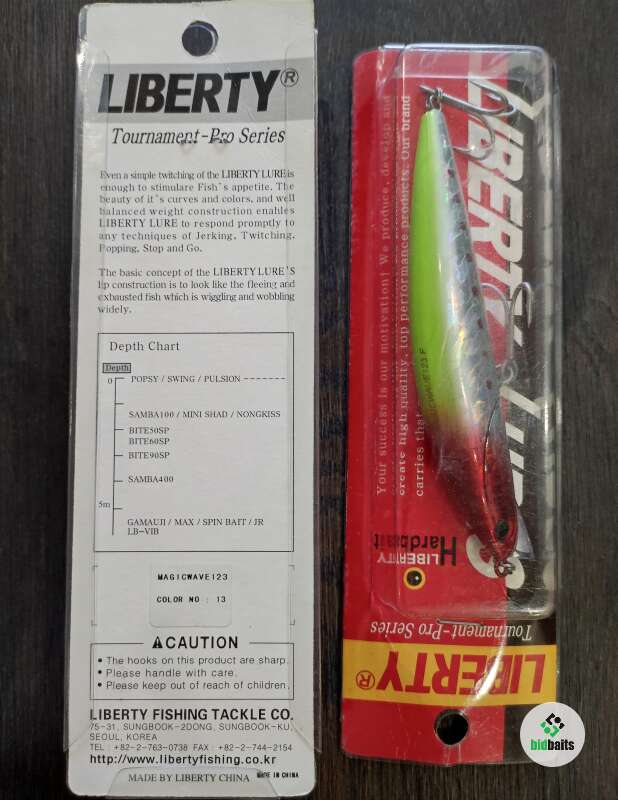 LIBERTY®
Tournament-Pro Series
Even a simple twitching of the LIBERTY LURE is
enough to stimulare Fish's appetite. The
beauty of it's curves and colors, and well
balanced weight construction enables
LIBERTY LURE to respond promptly to
any techniques of Jerking, Twitching,
Popping, Stop and Go.
The basic concept of the LIBERTY LURE'S
lip construction is to look like the fleeing and
exhausted fish which is wiggling and wobbling
widely.
Depth Chart
Depth
0
POPSY / SWING / PULSION
SAMBA100 / MINI SHAD / NONGKISS
BITE50SP
BITE60SP
BITE90SP
SAMBA400
5m
GAMAUJI / MAX / SPIN BAIT / JR
LB-VIB
MAGICWAVE123
COLOR NO : 13
CAUTION
• The hooks on this product are sharp.
• Please handle with care.
• Please keep out of reach of children.
LIBERTY FISHING TACKLE CO.
75-31, SUNGBOOK-2DONG, SUNGBOOK-KU,
SEOUL, KOREA
TEL : +82-2-763-0738 FAX : +82-2-744-2154
http://www.libertyfishing.co.kr
MADE BY LIBERTY CHINA MADE IN CHINA
LIBERTY
Your success is our motivation! We produce, develop and
create high quality, top performance products. Our brand
carries that
MAGICWAVE123 F
LIBERTY
Hardbait
Tournament-Pro Series
LIBERTY®
bidbaits